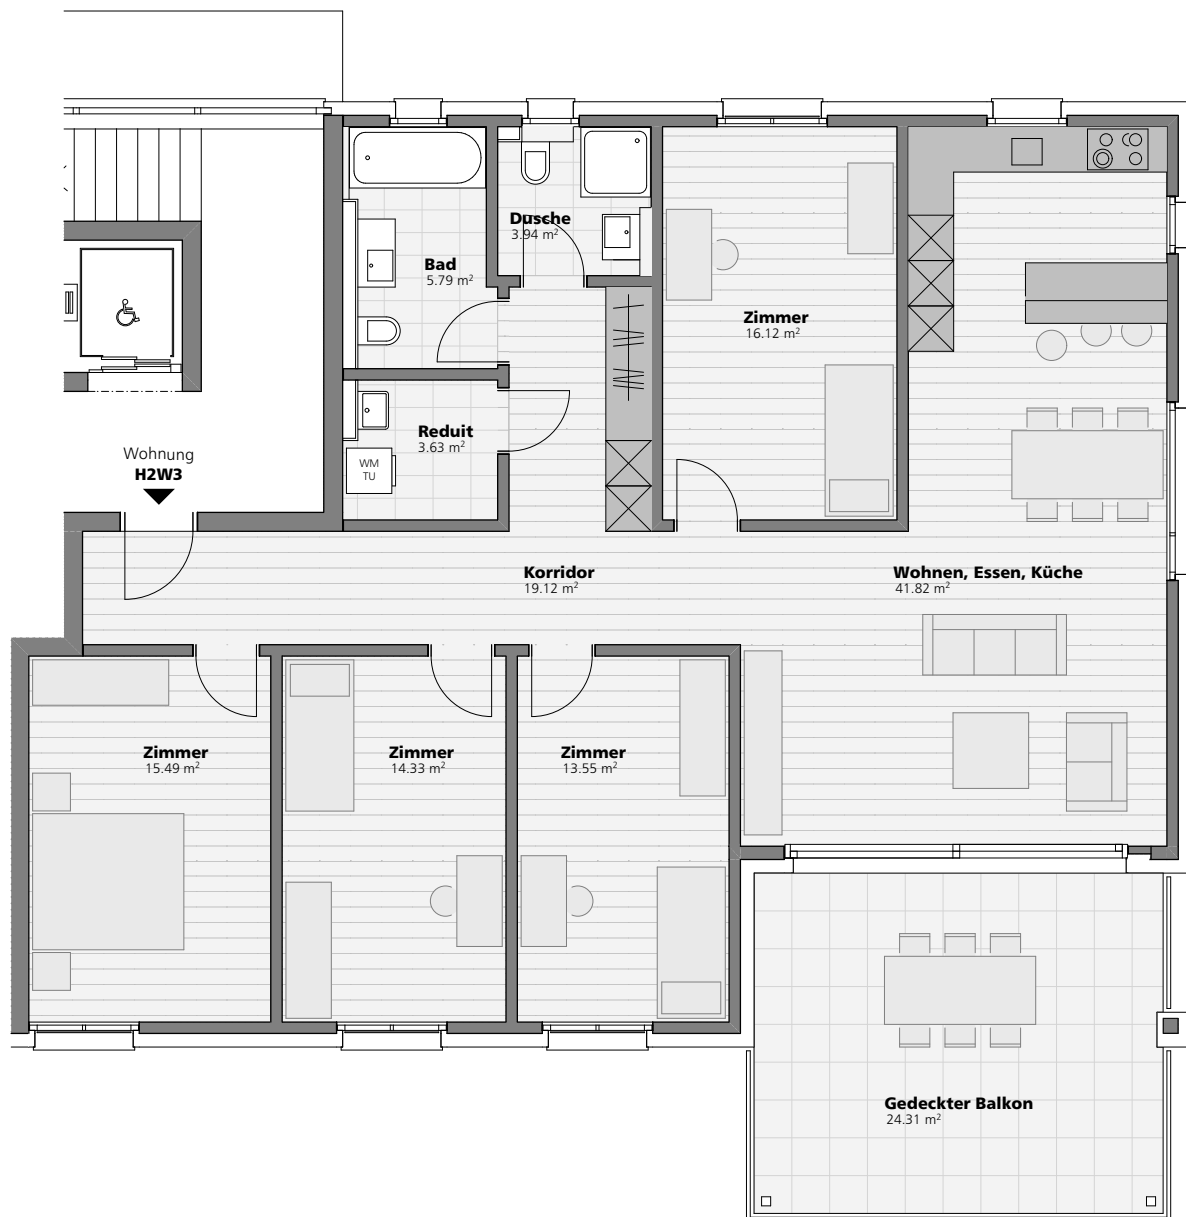 Dusche
3.94 m²
Bad
5.79 m²
Zimmer
16.12 m²
Reduit
3.63 m²
WM
TU
Wohnung
H2W3
Korridor
19.12 m²
Wohnen, Essen, Küche
41.82 m²
Zimmer
15.49 m²
Zimmer
14.33 m²
Zimmer
13.55 m²
Gedeckter Balkon
24.31 m²